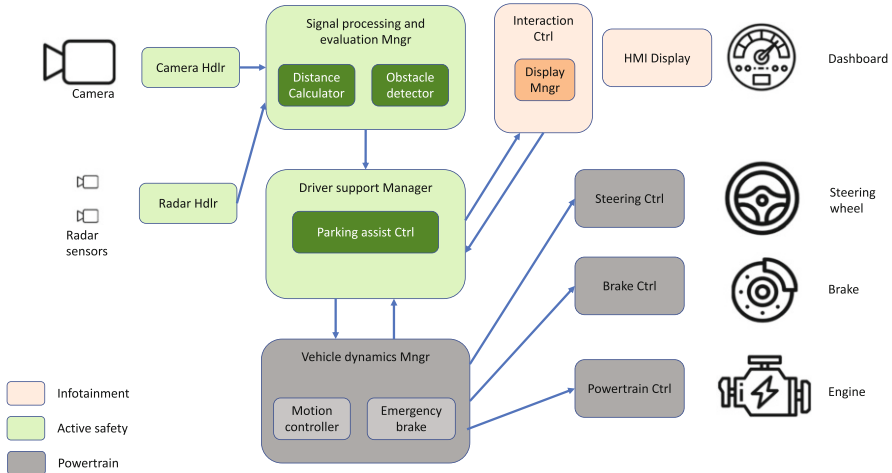 Signal processing and
evaluation Mngr
Interaction
Ctrl
Camera Hdlr
Distance
Calculator
Obstacle
detector
Display
Mngr
HMI Display
Dashboard
Camera
Driver support Manager
Radar Hdlr
Parking assist Ctrl
Steering Ctrl
Steering
wheel
Radar
sensors
Brake Ctrl
Brake
Vehicle dynamics Mngr
Motion
controller
Emergency
brake
Powertrain Ctrl
Engine
Infotainment
Active safety
Powertrain